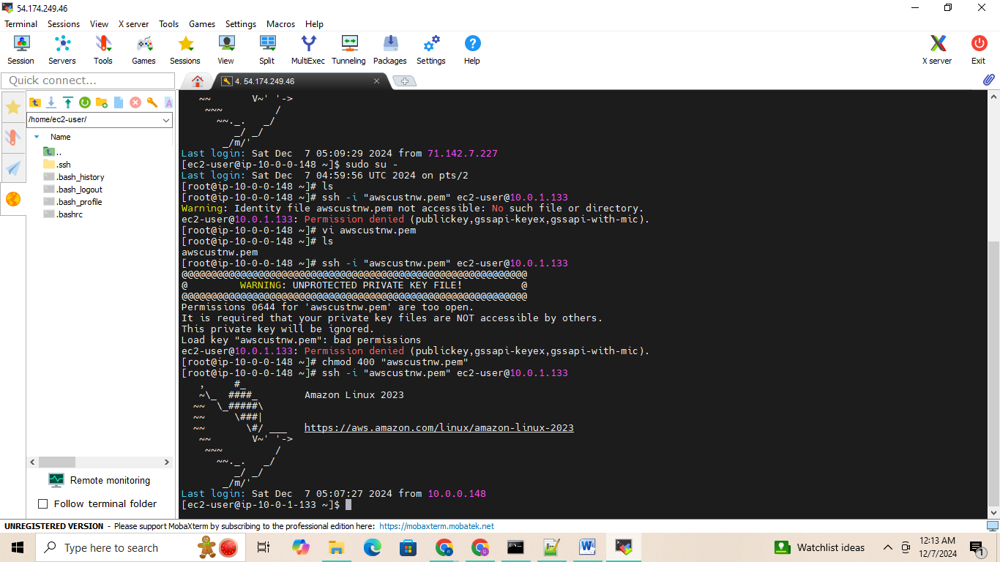 54.174.249.46
Terminal Sessions View X server Tools Games Settings Macros Help
Session Servers Tools Games Sessions View Split MultiExec Tunneling Packages Settings Help X server Exit
Quick connect...
4. 54.174.249.46
/home/ec2-user/
Name
..
.ssh
.bash_history
.bash_logout
.bash_profile
.bashrc
Remote monitoring
Follow terminal folder
   ~~       V~' '->
    ~~~         /
      ~~._.   _/
         _/ _/
       _/m/'
Last login: Sat Dec  7 05:09:29 2024 from 71.142.7.227
[ec2-user@ip-10-0-0-148 ~]$ sudo su -
Last login: Sat Dec  7 04:59:56 UTC 2024 on pts/2
[root@ip-10-0-0-148 ~]# ls
[root@ip-10-0-0-148 ~]# ssh -i "awscustnw.pem" ec2-user@10.0.1.133
Warning: Identity file awscustnw.pem not accessible: No such file or directory.
ec2-user@10.0.1.133: Permission denied (publickey,gssapi-keyex,gssapi-with-mic).
[root@ip-10-0-0-148 ~]# vi awscustnw.pem
[root@ip-10-0-0-148 ~]# ls
awscustnw.pem
[root@ip-10-0-0-148 ~]# ssh -i "awscustnw.pem" ec2-user@10.0.1.133
@@@@@@@@@@@@@@@@@@@@@@@@@@@@@@@@@@@@@@@@@@@@@@@@@@@@@@@@@@@
@         WARNING: UNPROTECTED PRIVATE KEY FILE!          @
@@@@@@@@@@@@@@@@@@@@@@@@@@@@@@@@@@@@@@@@@@@@@@@@@@@@@@@@@@@
Permissions 0644 for 'awscustnw.pem' are too open.
It is required that your private key files are NOT accessible by others.
This private key will be ignored.
Load key "awscustnw.pem": bad permissions
ec2-user@10.0.1.133: Permission denied (publickey,gssapi-keyex,gssapi-with-mic).
[root@ip-10-0-0-148 ~]# chmod 400 "awscustnw.pem"
[root@ip-10-0-0-148 ~]# ssh -i "awscustnw.pem" ec2-user@10.0.1.133
   ,     #_
   ~\_  ####_        Amazon Linux 2023
  ~~  \_#####\
  ~~     \###|
  ~~       \#/ ___   https://aws.amazon.com/linux/amazon-linux-2023
   ~~       V~' '->
    ~~~         /
      ~~._.   _/
         _/ _/
       _/m/'
Last login: Sat Dec  7 05:07:27 2024 from 10.0.0.148
[ec2-user@ip-10-0-1-133 ~]$
UNREGISTERED VERSION - Please support MobaXterm by subscribing to the professional edition here: https://mobaxterm.mobatek.net
Type here to search
Watchlist ideas
12:13 AM
12/7/2024
1